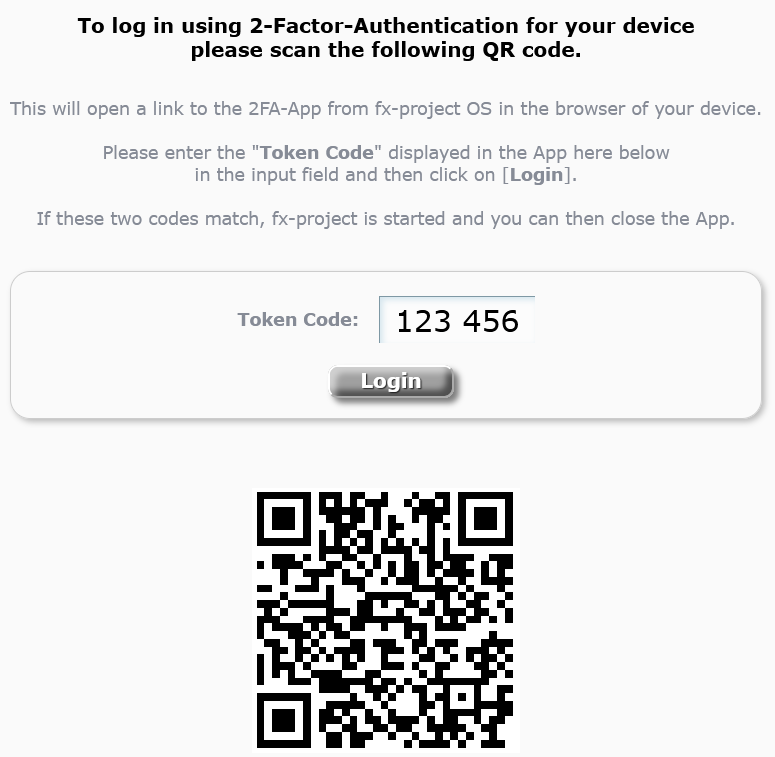 To log in using 2-Factor-Authentication for your device
please scan the following QR code.
This will open a link to the 2FA-App from fx-project OS in the browser of your device.
Please enter the "Token Code" displayed in the App here below
in the input field and then click on [Login].
If these two codes match, fx-project is started and you can then close the App.
Token Code: 123 456
Login